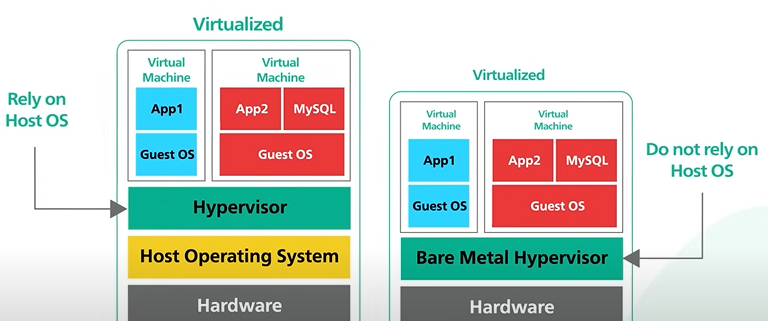 Virtualized
Virtual
Machine
App1
Guest OS
Virtual
Machine
App2
MySQL
Guest OS
Rely on
Host OS
Hypervisor
Host Operating System
Hardware
Virtualized
Virtual
Machine
App1
Guest OS
Virtual
Machine
App2
MySQL
Guest OS
Do not rely on
Host OS
Bare Metal Hypervisor
Hardware